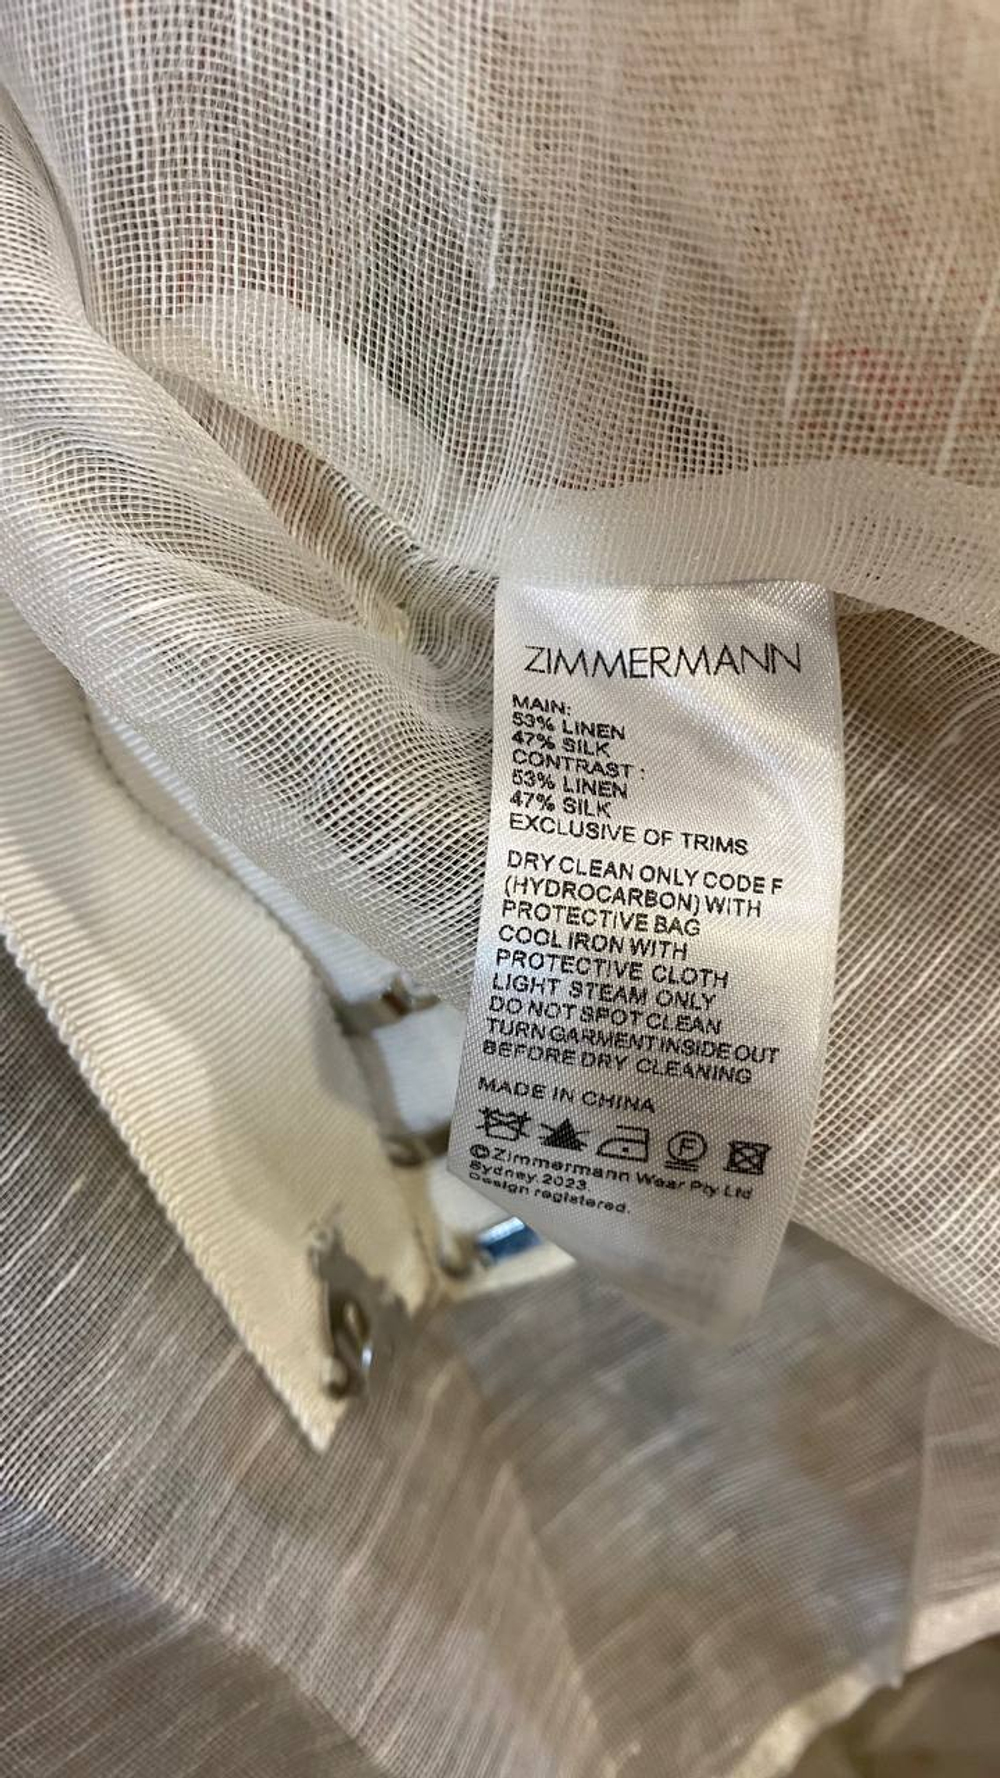 ZIMMERMANN
MAIN:
53% LINEN
47% SILK
CONTRAST :
53% LINEN
47% SILK
EXCLUSIVE OF TRIMS
DRY CLEAN ONLY CODE F
(HYDROCARBON) WITH
PROTECTIVE BAG
COOL IRON WITH
PROTECTIVE CLOTH
LIGHT STEAM ONLY
DO NOT SPOT CLEAN
TURN GARMENT INSIDE OUT
BEFORE DRY CLEANING
MADE IN CHINA
F
©Zimmermann Wear Pty Ltd
Sydney 2023
Design registered.